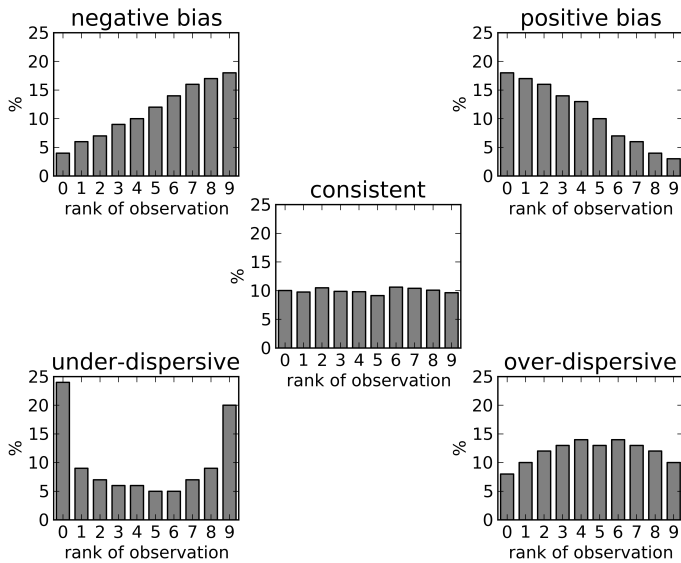 negative bias
25
20
15
10
5
0
%
0 1 2 3 4 5 6 7 8 9
rank of observation
positive bias
25
20
15
10
5
0
%
0 1 2 3 4 5 6 7 8 9
rank of observation
consistent
25
20
15
10
5
0
%
0 1 2 3 4 5 6 7 8 9
rank of observation
under-dispersive
25
20
15
10
5
0
%
0 1 2 3 4 5 6 7 8 9
rank of observation
over-dispersive
25
20
15
10
5
0
%
0 1 2 3 4 5 6 7 8 9
rank of observation